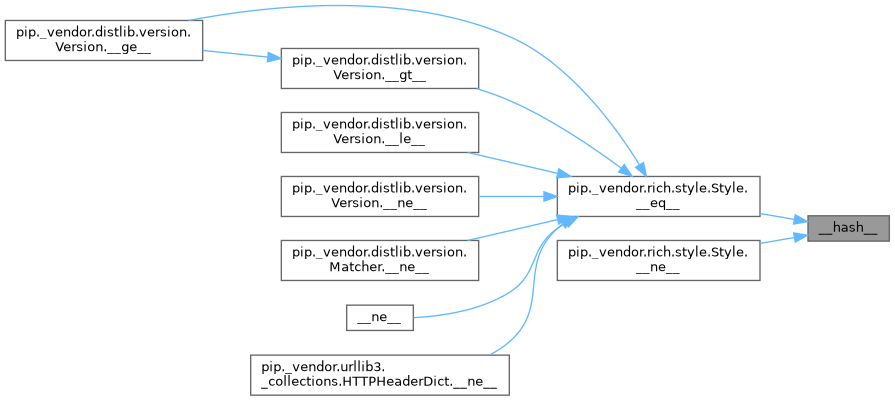 pip._vendor.distlib.version.
Version.__ge__
pip._vendor.distlib.version.
Version.__gt__
pip._vendor.distlib.version.
Version.__le__
pip._vendor.distlib.version.
Version.__ne__
pip._vendor.distlib.version.
Matcher.__ne__
__ne__
pip._vendor.urllib3.
_collections.HTTPHeaderDict.__ne__
pip._vendor.rich.style.Style.
__eq__
pip._vendor.rich.style.Style.
__ne__
__hash__